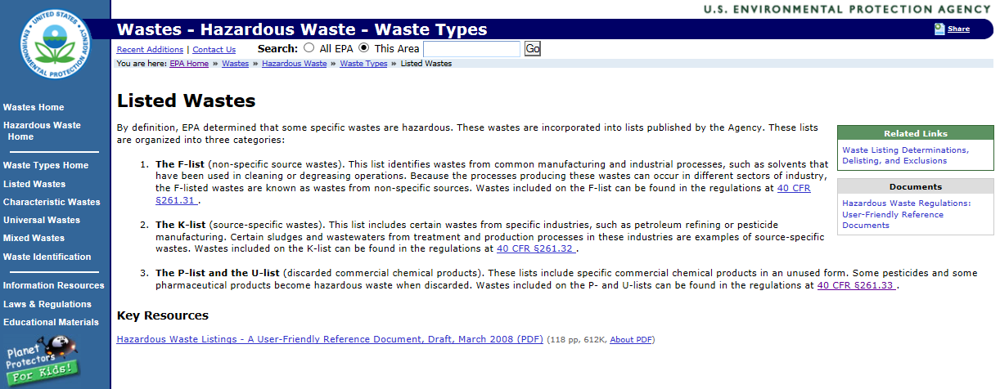 U.S. ENVIRONMENTAL PROTECTION AGENCY
UNITED STATES
ENVIRONMENTAL PROTECTION AGENCY
Wastes - Hazardous Waste - Waste Types
Share
Recent Additions | Contact Us
Search: All EPA This Area Go
You are here: EPA Home » Wastes » Hazardous Waste » Waste Types » Listed Wastes
Wastes Home
Hazardous Waste
Home
Waste Types Home
Listed Wastes
Characteristic Wastes
Universal Wastes
Mixed Wastes
Waste Identification
Information Resources
Laws & Regulations
Educational Materials
Planet
Protectors
For Kids!
Listed Wastes
By definition, EPA determined that some specific wastes are hazardous. These wastes are incorporated into lists published by the Agency. These lists
are organized into three categories:
1. The F-list (non-specific source wastes). This list identifies wastes from common manufacturing and industrial processes, such as solvents that
have been used in cleaning or degreasing operations. Because the processes producing these wastes can occur in different sectors of industry,
the F-listed wastes are known as wastes from non-specific sources. Wastes included on the F-list can be found in the regulations at 40 CFR
§261.31 .
2. The K-list (source-specific wastes). This list includes certain wastes from specific industries, such as petroleum refining or pesticide
manufacturing. Certain sludges and wastewaters from treatment and production processes in these industries are examples of source-specific
wastes. Wastes included on the K-list can be found in the regulations at 40 CFR §261.32 .
3. The P-list and the U-list (discarded commercial chemical products). These lists include specific commercial chemical products in an unused form. Some pesticides and some
pharmaceutical products become hazardous waste when discarded. Wastes included on the P- and U-lists can be found in the regulations at 40 CFR §261.33 .
Related Links
Waste Listing Determinations,
Delisting, and Exclusions
Documents
Hazardous Waste Regulations:
User-Friendly Reference
Documents
Key Resources
Hazardous Waste Listings - A User-Friendly Reference Document, Draft, March 2008 (PDF) (118 pp, 612K, About PDF)